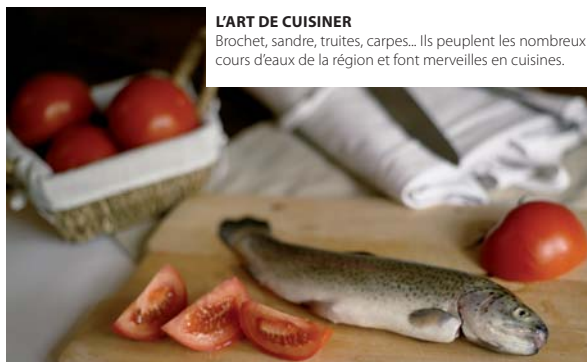 L'ART DE CUISINER
Brochet, sandre, truites, carpes... Ils peuplent les nombreux
cours d'eaux de la région et font merveilles en cuisines.